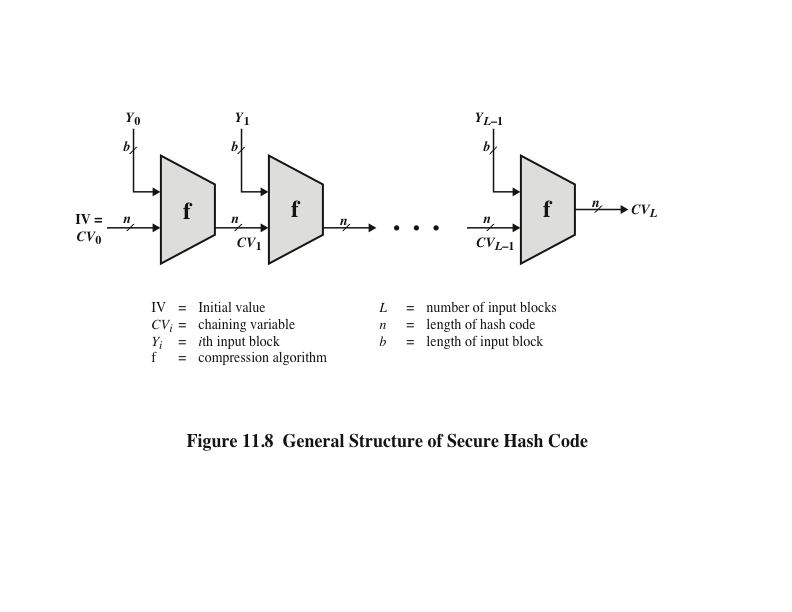 Y0 Y1 YL–1
b b b
f f f
IV = CV0 n n CV1 n • • • n CVL–1 n CVL
IV = Initial value L = number of input blocks
CVi = chaining variable n = length of hash code
Yi = ith input block b = length of input block
f = compression algorithm
Figure 11.8 General Structure of Secure Hash Code